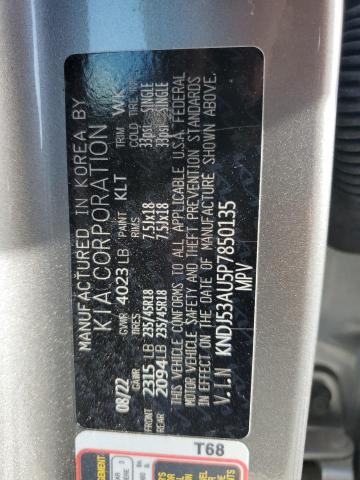 MANUFACTURED IN KOREA BY
KIA CORPORATION
08/22 GVWR 4023 LB PAINT KLT TRIM WK
GAWR TIRES RIMS COLD TIRE
FRONT 2315 LB 235/45R18 7.5Jx18 33psi SINGLE
REAR 2094 LB 235/45R18 7.5Jx18 33psi SINGLE
THIS VEHICLE CONFORMS TO ALL APPLICABLE U.S.A FEDERAL
MOTOR VEHICLE SAFETY AND THEFT PREVENTION STANDARDS
IN EFFECT ON THE DATE OF MANUFACTURE SHOWN ABOVE.
V.I.N KNDJ53AU5P7850135
MPV
T68